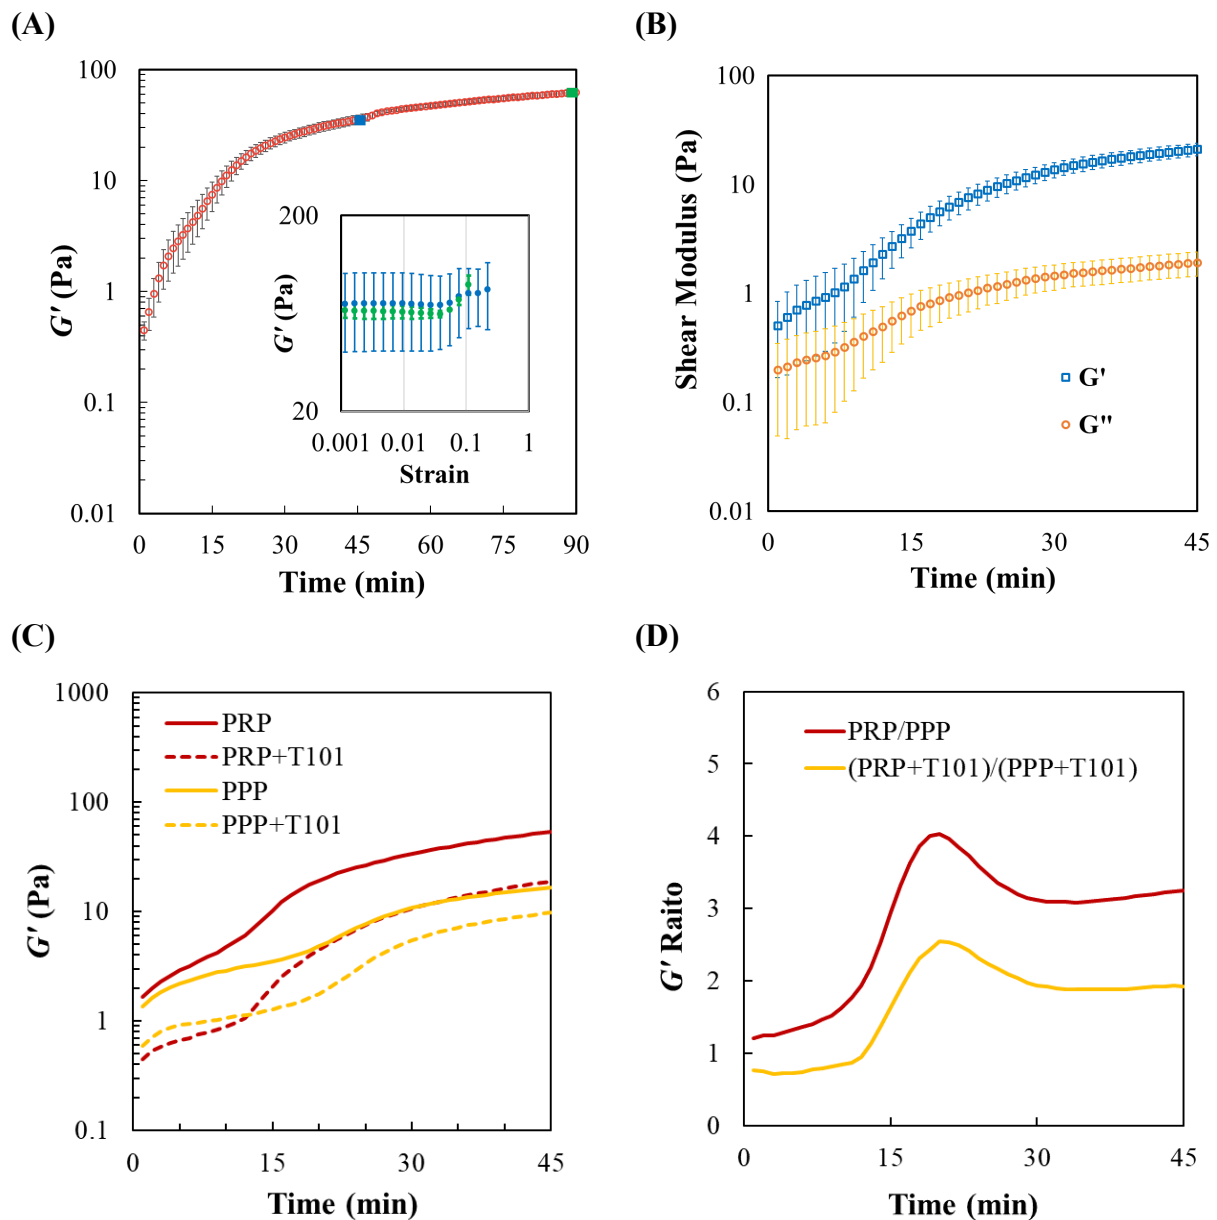 (A)
G' (Pa)
100
10
1
0.1
0.01
0
15
30
45
60
75
90
Time (min)
G' (Pa)
200
20
0.001
0.01
0.1
1
Strain
(B)
Shear Modulus (Pa)
100
10
1
0.1
0.01
0
15
30
45
Time (min)
G'
G"
(C)
G' (Pa)
1000
100
10
1
0.1
0
15
30
45
Time (min)
PRP
PRP+T101
PPP
PPP+T101
(D)
G' Raito
6
5
4
3
2
1
0
0
15
30
45
Time (min)
PRP/PPP
(PRP+T101)/(PPP+T101)